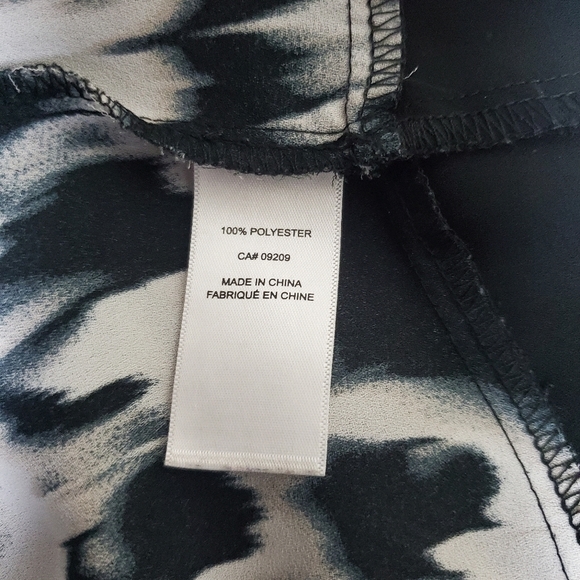 100% POLYESTER
CA# 09209
MADE IN CHINA
FABRIQUÉ EN CHINE